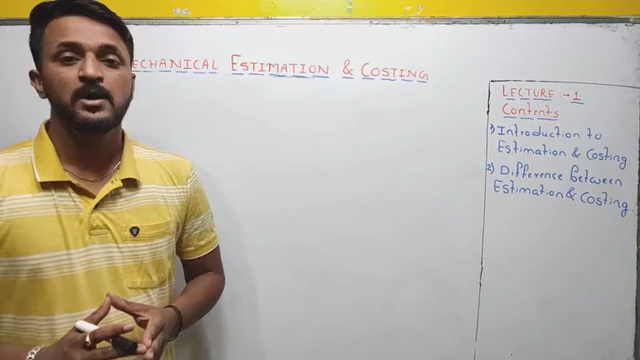 ECHANICAL ESTIMATION & COSTING
LECTURE :- 1
Contents
1) Introduction to
Estimation & Costing.
2) Difference between
Estimation & Costing